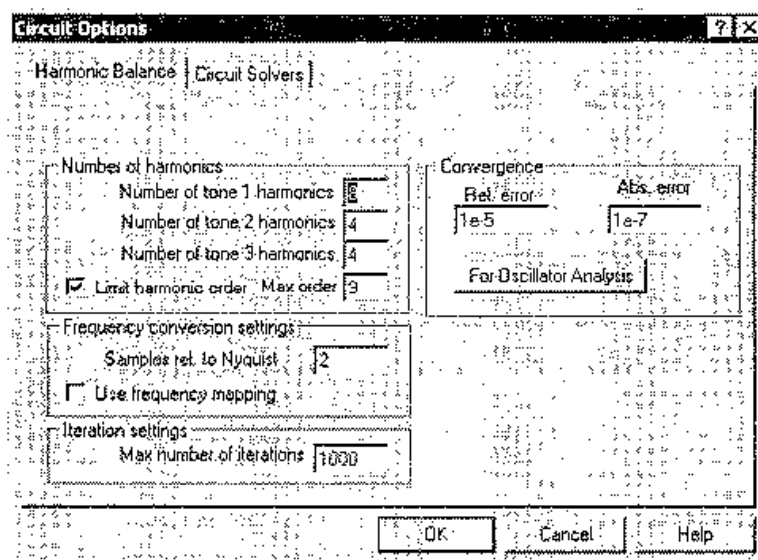 Circuit Options
Harmonic Balance Circuit Solvers
Number of harmonics
Number of tone 1 harmonics
Number of tone 2 harmonics 4
Number of tone 3 harmonics 4
Limit harmonic order Max order 9
Convergence
Rel. error Abs. error
1e-5 1e-7
For Oscillator Analysis
Frequency conversion settings
Samples rel. to Nyquist 2
Use frequency mapping
Iteration settings
Max number of iterations 1000
OK Cancel Help